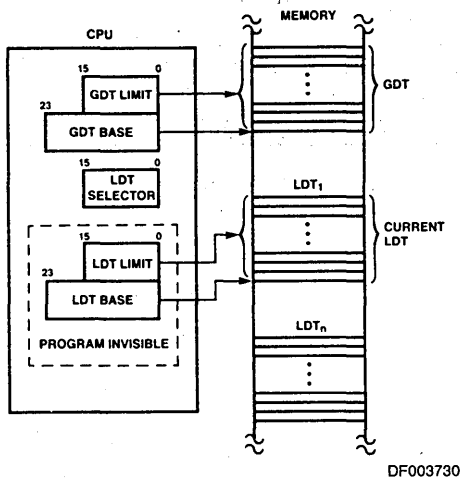 MEMORY
CPU
15 0
GDT LIMIT
23
GDT BASE
GDT
15 0
LDT
SELECTOR
LDT₁
15 0
LDT LIMIT
23
LDT BASE
PROGRAM INVISIBLE
CURRENT
LDT
LDTₙ
DF003730